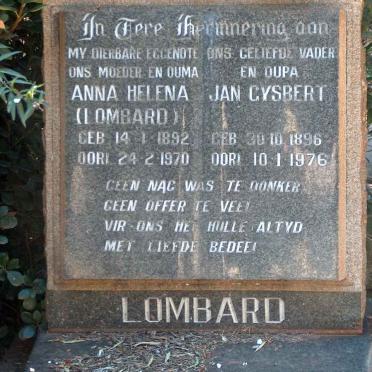 In Tere Herinnering aan
MY DIERBARE EGGENOTE ONS GELIEFDE VADER
ONS MOEDER EN OUMA EN OUPA
ANNA HELENA JAN GYSBERT
(LOMBARD)
GEB 14-1-1892 GEB 30-10-1896
OORL 24-2-1970 OORL 10-1-1976
GEEN NAG WAS TE DONKER
GEEN OFFER TE VEEL
VIR ONS HET HULLE ALTYD
MET LIEFDE BEDEEL
LOMBARD